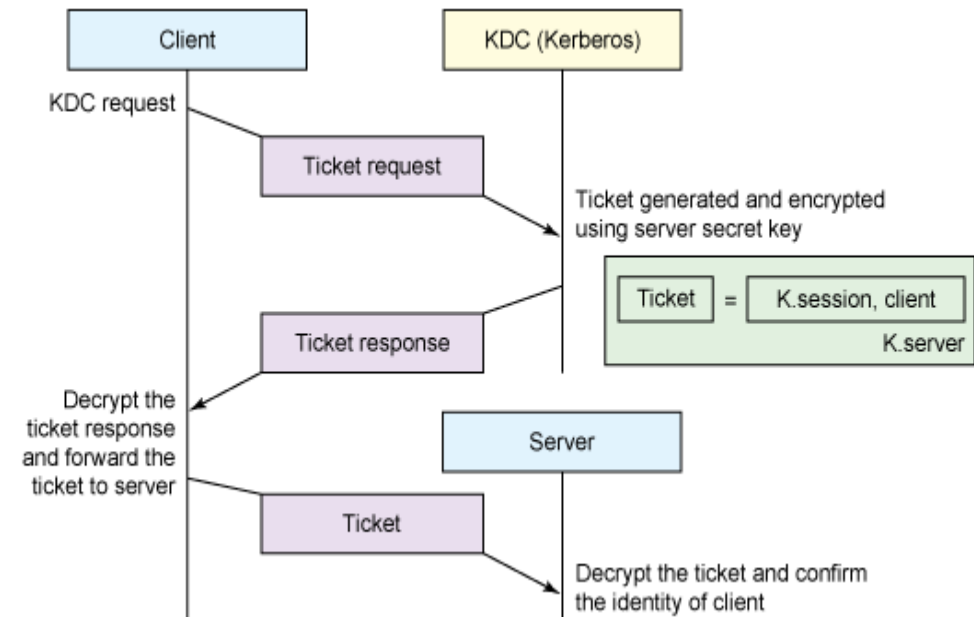 Client
KDC (Kerberos)
KDC request
Ticket request
Ticket generated and encrypted
using server secret key
Ticket = K.session, client
K.server
Ticket response
Decrypt the
ticket response
and forward the
ticket to server
Server
Ticket
Decrypt the ticket and confirm
the identity of client